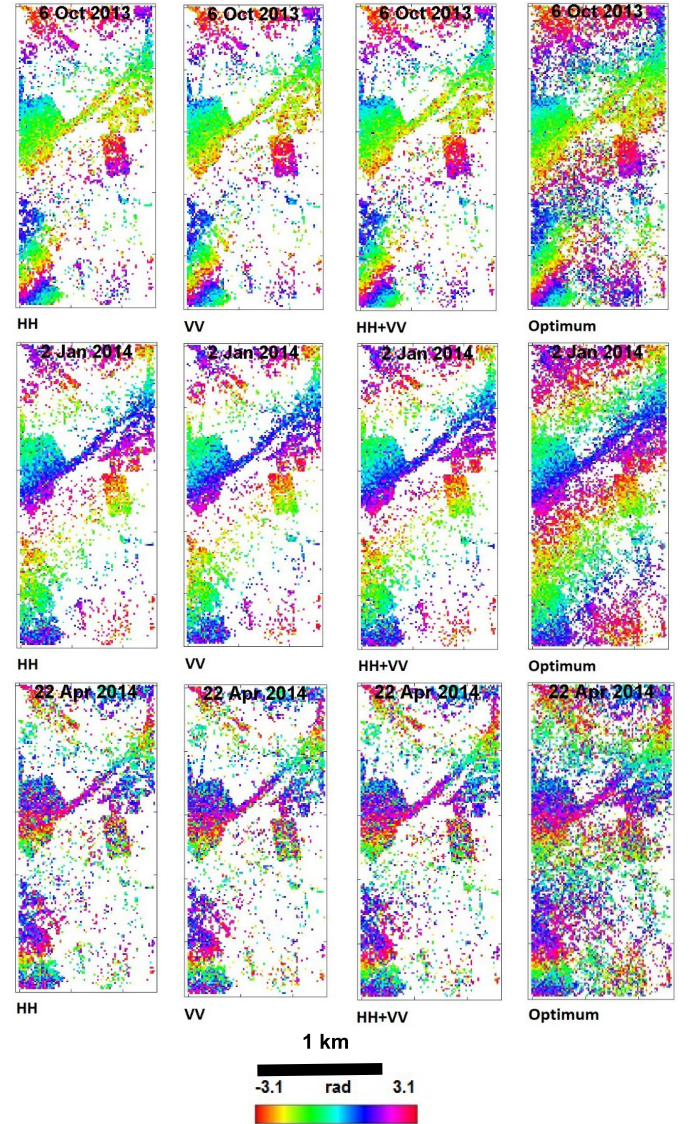 6 Oct 2013 6 Oct 2013 6 Oct 2013 6 Oct 2013
HH VV HH+VV Optimum
2 Jan 2014 2 Jan 2014 2 Jan 2014 2 Jan 2014
HH VV HH+VV Optimum
22 Apr 2014 22 Apr 2014 22 Apr 2014 22 Apr 2014
HH VV HH+VV Optimum
1 km
-3.1 rad 3.1